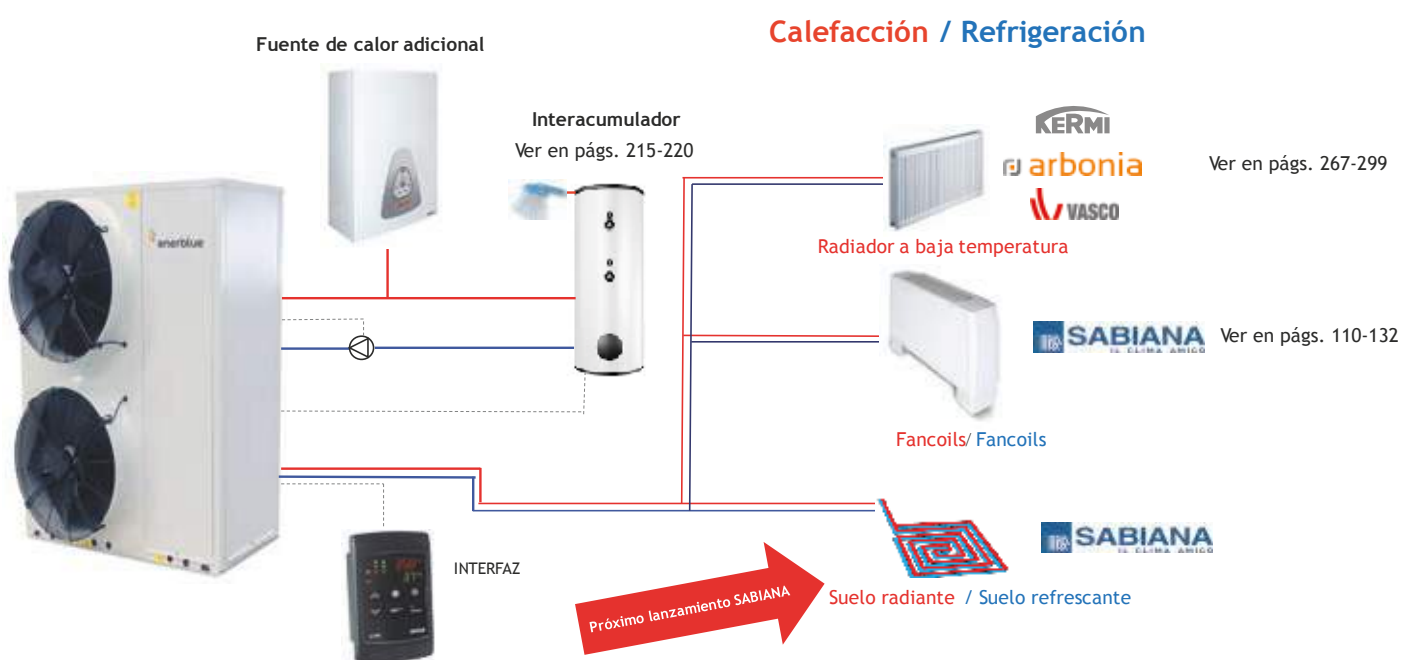 Calefacción / Refrigeración
Fuente de calor adicional
Interacumulador
Ver en págs. 215-220
enerblue
KERMI
arbonia
VASCO
Ver en págs. 267-299
Radiador a baja temperatura
SABIANA
IL CLIMA AMICO
Ver en págs. 110-132
Fancoils/ Fancoils
SABIANA
IL CLIMA AMICO
INTERFAZ
Próximo lanzamiento SABIANA
Suelo radiante / Suelo refrescante